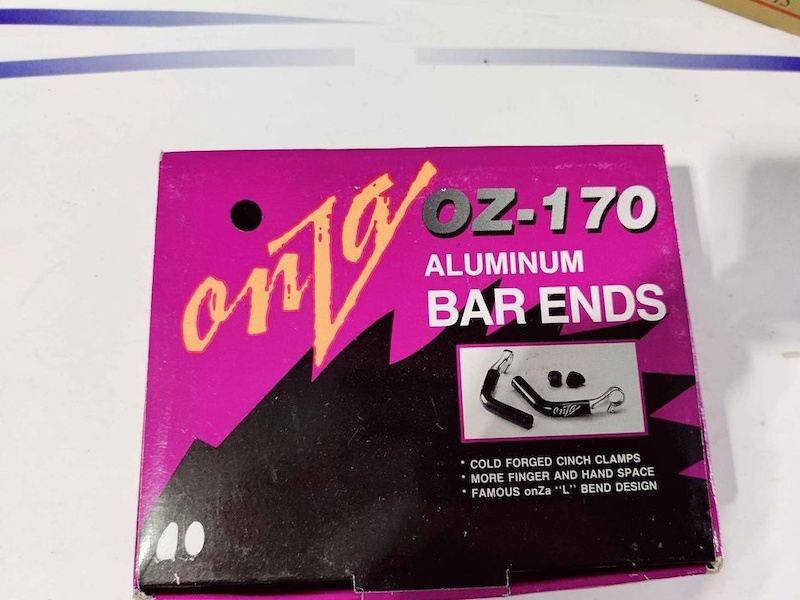 onZa
OZ-170
ALUMINUM
BAR ENDS
onZa
• COLD FORGED CINCH CLAMPS
• MORE FINGER AND HAND SPACE
• FAMOUS onZa "L" BEND DESIGN